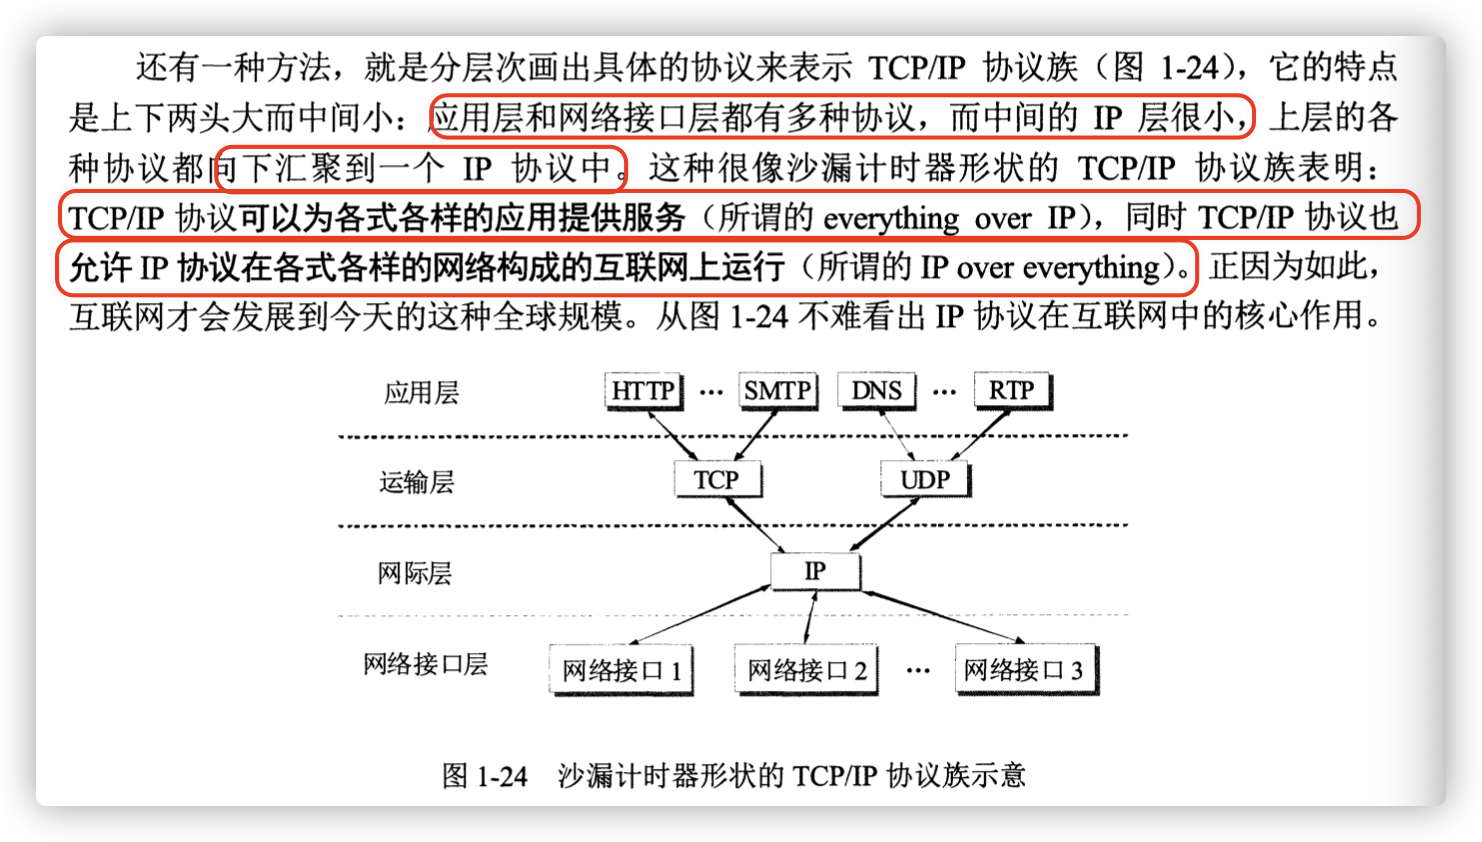 还有一种方法，就是分层次画出具体的协议来表示 TCP/IP 协议族（图 1-24），它的特点
是上下两头大而中间小：应用层和网络接口层都有多种协议，而中间的 IP 层很小，上层的各
种协议都向下汇聚到一个 IP 协议中。这种很像沙漏计时器形状的 TCP/IP 协议族表明：
TCP/IP 协议可以为各式各样的应用提供服务（所谓的 everything over IP），同时 TCP/IP 协议也
允许 IP 协议在各式各样的网络构成的互联网上运行（所谓的 IP over everything）。正因为如此，
互联网才会发展到今天的这种全球规模。从图 1-24 不难看出 IP 协议在互联网中的核心作用。
应用层 HTTP … SMTP DNS … RTP
运输层 TCP UDP
网际层 IP
网络接口层 网络接口 1 网络接口 2 … 网络接口 3
图 1-24 沙漏计时器形状的 TCP/IP 协议族示意